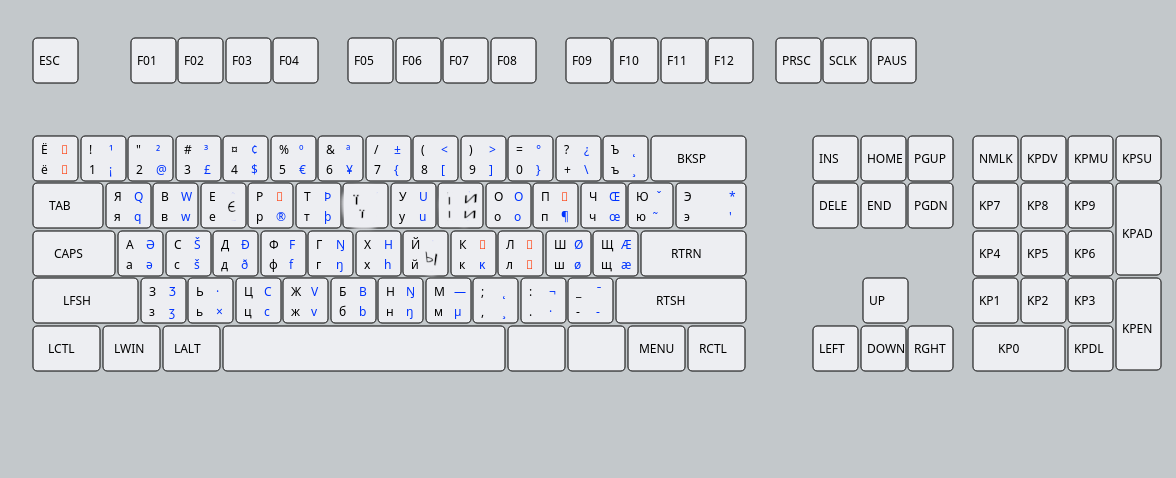 ESC F01 F02 F03 F04 F05 F06 F07 F08 F09 F10 F11 F12 PRSC SCLK PAUS
Ё ! ¹ " ² # ³ ¤ ¢ % º & ª / ± ( < ) > = ° ? ¿ Ъ ˛ BKSP INS HOME PGUP NMLK KPDV KPMU KPSU
ё 1 ¡ 2 @ 3 £ 4 $ 5 € 6 ¥ 7 { 8 [ 9 ] 0 } + \ ъ ¸
TAB Я Q В W Е Є Р Т Þ Ї У U І И О O П Ч Œ Ю ˇ Э * DELE END PGDN KP7 KP8 KP9 KPAD
я q в w е р ® т þ ї у u і и о o п ¶ ч œ ю ~ э '
CAPS А Ə С Š Д Ð Ф F Г Ŋ Х H Й Ы К Л Ш Ø Щ Æ RTRN KP4 KP5 KP6
а ə с š д ð ф f г ŋ х h й к ĸ л ш ø щ æ
LFSH З Ʒ Ь · Ц C Ж V Б B Н Ŋ М — ; ˛ : ¬ _ ¯ RTSH UP KP1 KP2 KP3 KPEN
з ʒ ь × ц c ж v б b н ŋ м µ , ¸ . · - -
LCTL LWIN LALT MENU RCTL LEFT DOWN RGHT KP0 KPDL